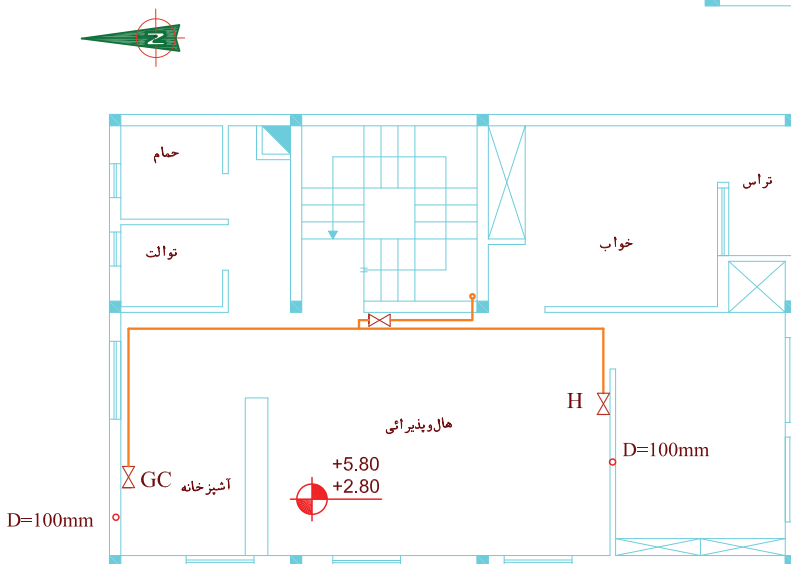 N
حمام
تراس
توالت
خواب
هال‌وپذیرائی
H
D=100mm
+5.80
+2.80
GC
آشپزخانه
D=100mm